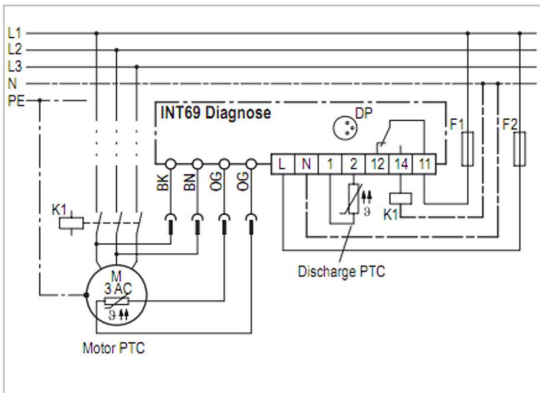 L1
L2
L3
N
PE
INT69 Diagnose
DP
F1
F2
BK
BN
OG
OG
L N 1 2 12 14 11
K1
ϑ
K1
Discharge PTC
M
3 AC
ϑ
Motor PTC